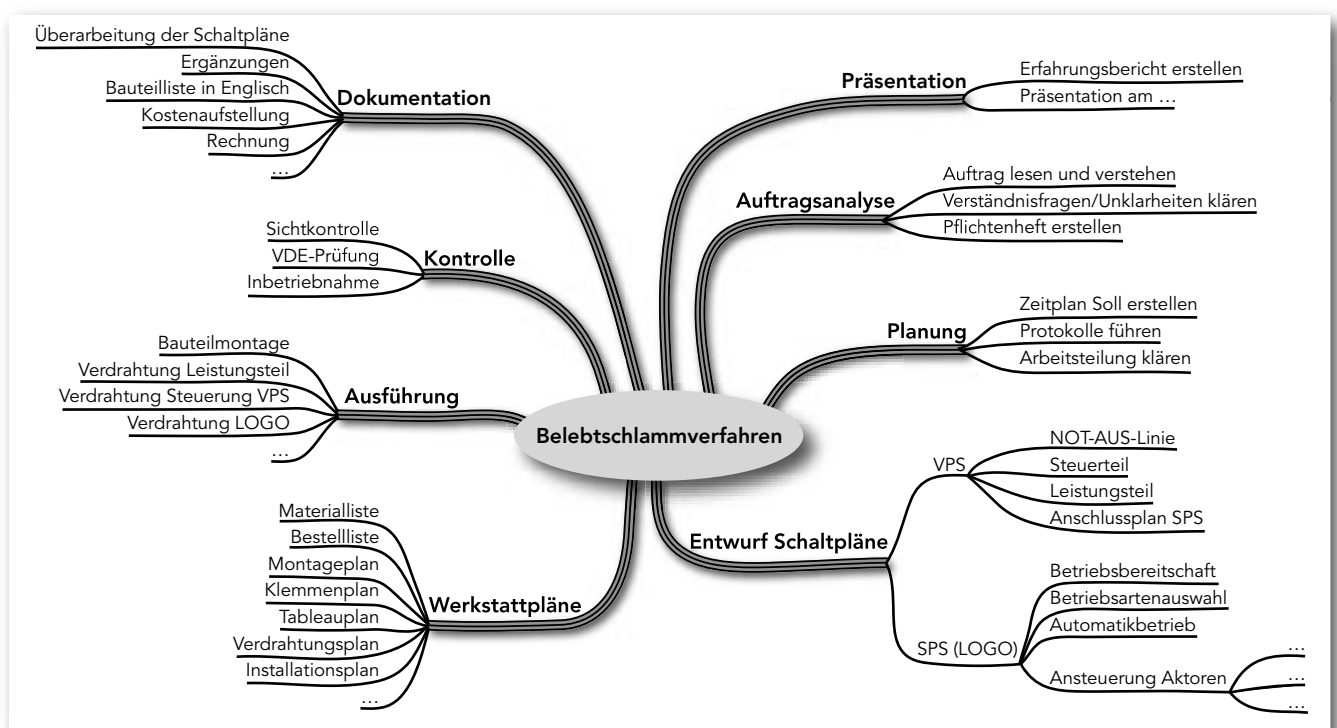 Überarbeitung der Schaltpläne
Ergänzungen
Bauteilliste in Englisch
Kostenaufstellung
Rechnung
…
Dokumentation
Sichtkontrolle
VDE-Prüfung
Inbetriebnahme
Kontrolle
Bauteilmontage
Verdrahtung Leistungsteil
Verdrahtung Steuerung VPS
Verdrahtung LOGO
…
Ausführung
Materialliste
Bestellliste
Montageplan
Klemmenplan
Tableauplan
Verdrahtungsplan
Installationsplan
…
Werkstattpläne
Belebtschlammverfahren
Präsentation
Erfahrungsbericht erstellen
Präsentation am …
Auftragsanalyse
Auftrag lesen und verstehen
Verständnisfragen/Unklarheiten klären
Pflichtenheft erstellen
Planung
Zeitplan Soll erstellen
Protokolle führen
Arbeitsteilung klären
Entwurf Schaltpläne
VPS
NOT-AUS-Linie
Steuerteil
Leistungsteil
Anschlussplan SPS
SPS (LOGO)
Betriebsbereitschaft
Betriebsartenauswahl
Automatikbetrieb
Ansteuerung Aktoren
…
…
…